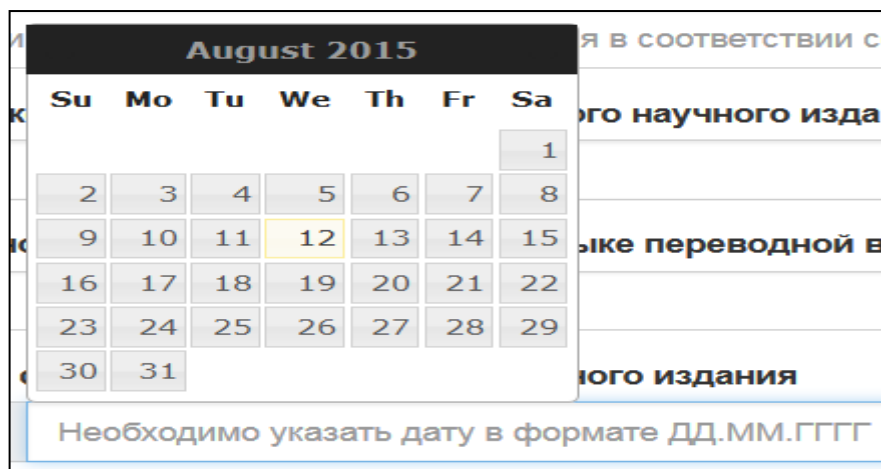 я в соответствии с
August 2015
Su Mo Tu We Th Fr Sa
ого научного изда
1
2 3 4 5 6 7 8
9 10 11 12 13 14 15
ыке переводной в
16 17 18 19 20 21 22
23 24 25 26 27 28 29
30 31
ного издания
Необходимо указать дату в формате ДД.ММ.ГГГГ